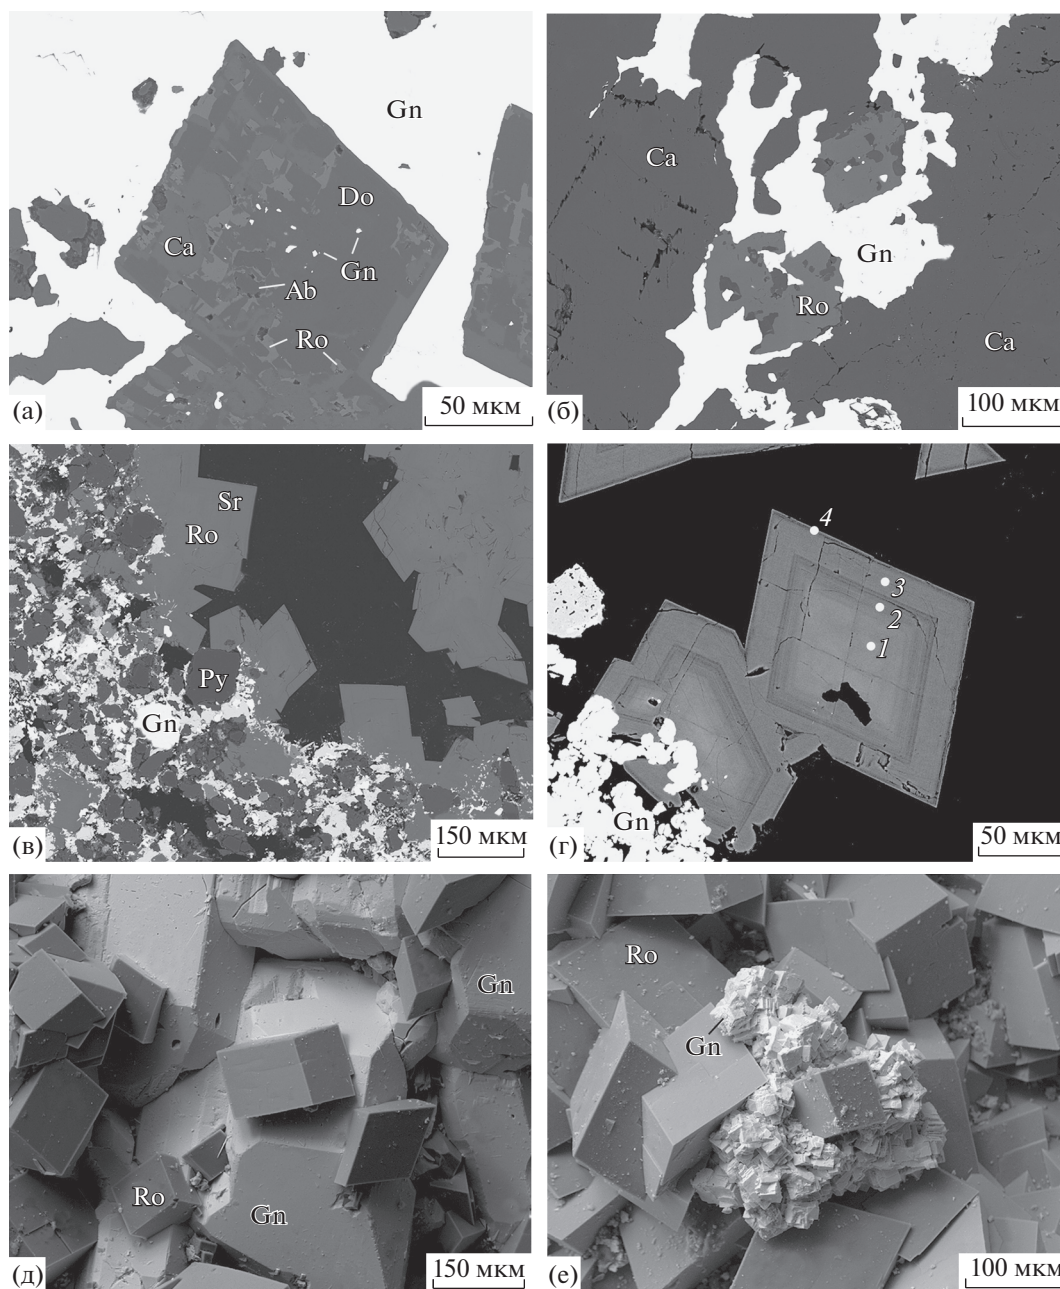 Gn
Do
Ca
Gn
Ab
Ro
(а)
50 мкм
Ca
Gn
Ro
Ca
(б)
100 мкм
Sr
Ro
Py
Gn
(в)
150 мкм
4
3
2
1
Gn
(г)
50 мкм
Gn
Ro
Gn
(д)
150 мкм
Ro
Gn
(е)
100 мкм